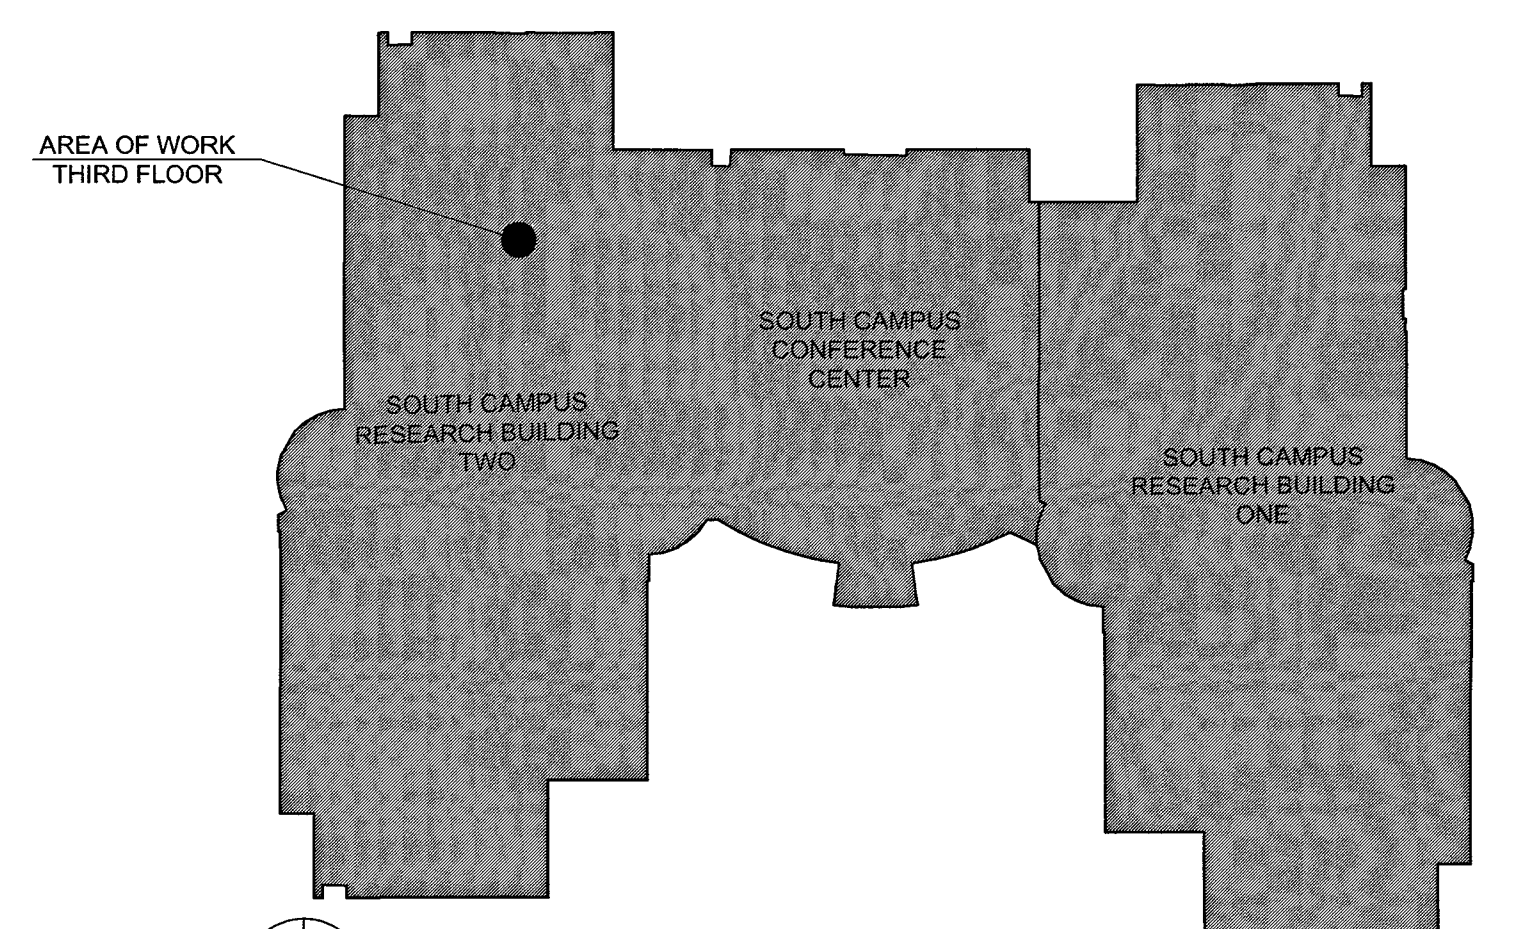 AREA OF WORK
THIRD FLOOR
SOUTH CAMPUS
CONFERENCE
CENTER
SOUTH CAMPUS
RESEARCH BUILDING
TWO
SOUTH CAMPUS
RESEARCH BUILDING
ONE